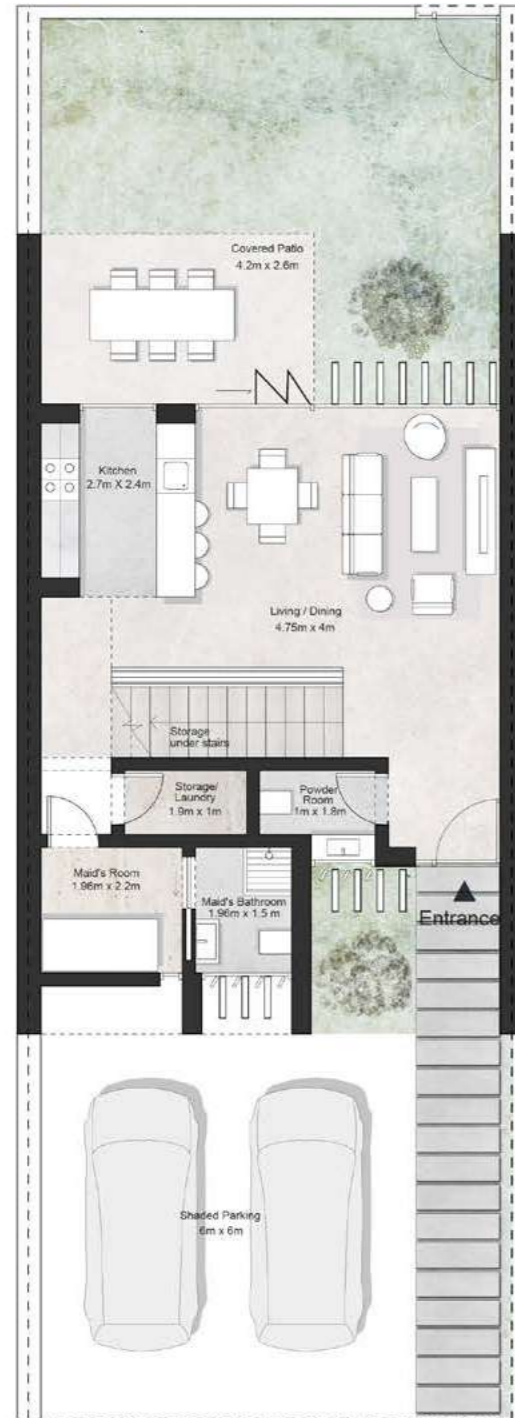 Covered Patio
4.2m x 2.6m
Kitchen
2.7m X 2.4m
Living / Dining
4.75m x 4m
Storage
under stairs
Storage/
Laundry
1.9m x 1m
Powder
Room
1m x 1.8m
Maid's Room
1.96m x 2.2m
Maid's Bathroom
1.96m x 1.5 m
Entrance
Shaded Parking
6m x 6m